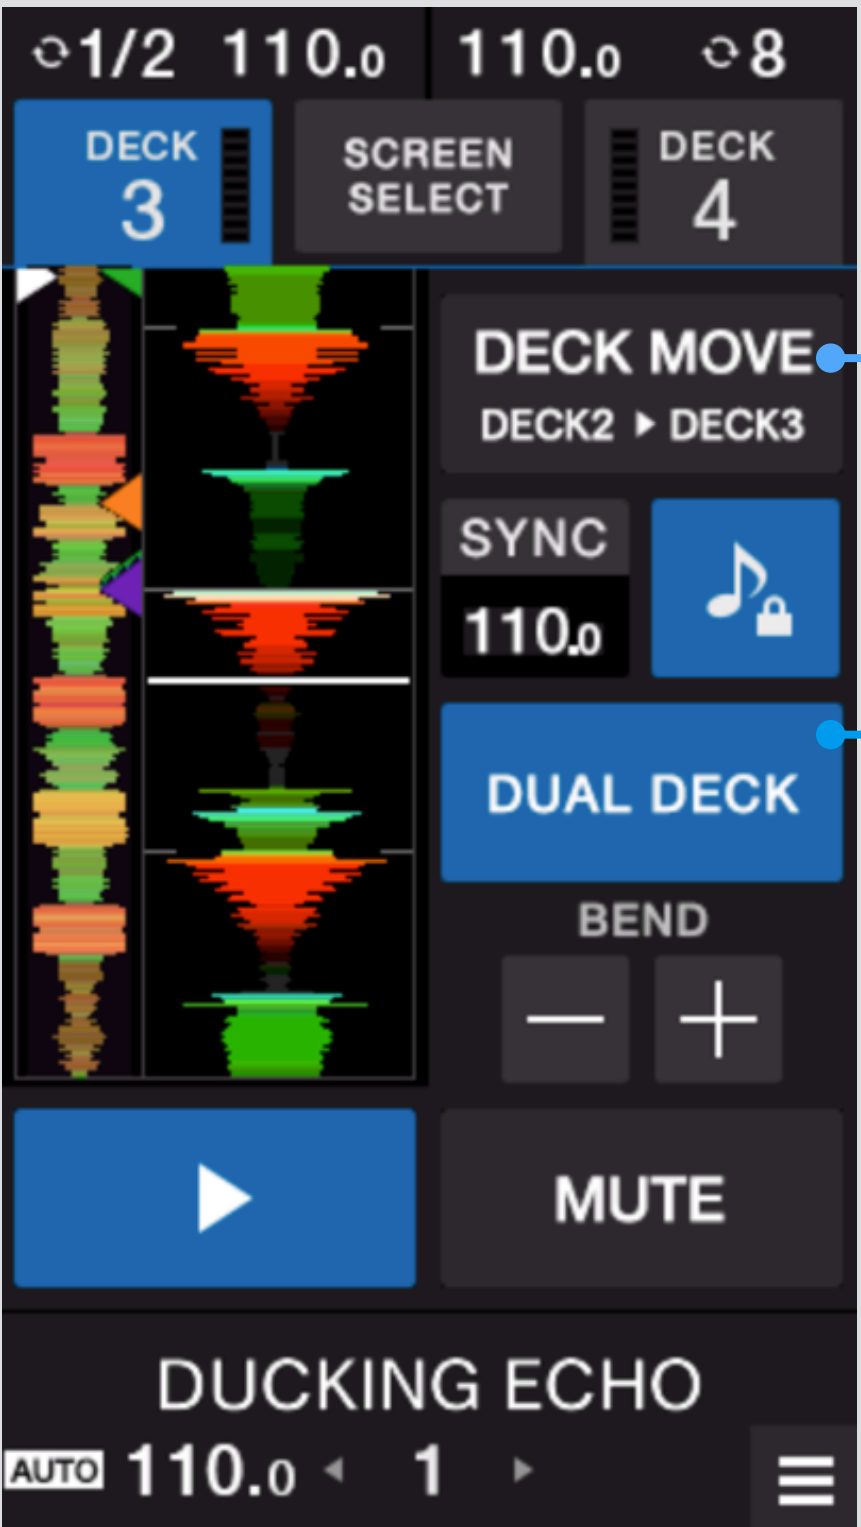 1/2 110.0 110.0 8
DECK
3
SCREEN
SELECT
DECK
4
DECK MOVE
DECK2 ▶ DECK3
SYNC
110.0
DUAL DECK
BEND
− +
MUTE
DUCKING ECHO
AUTO 110.0 ◀ 1 ▶